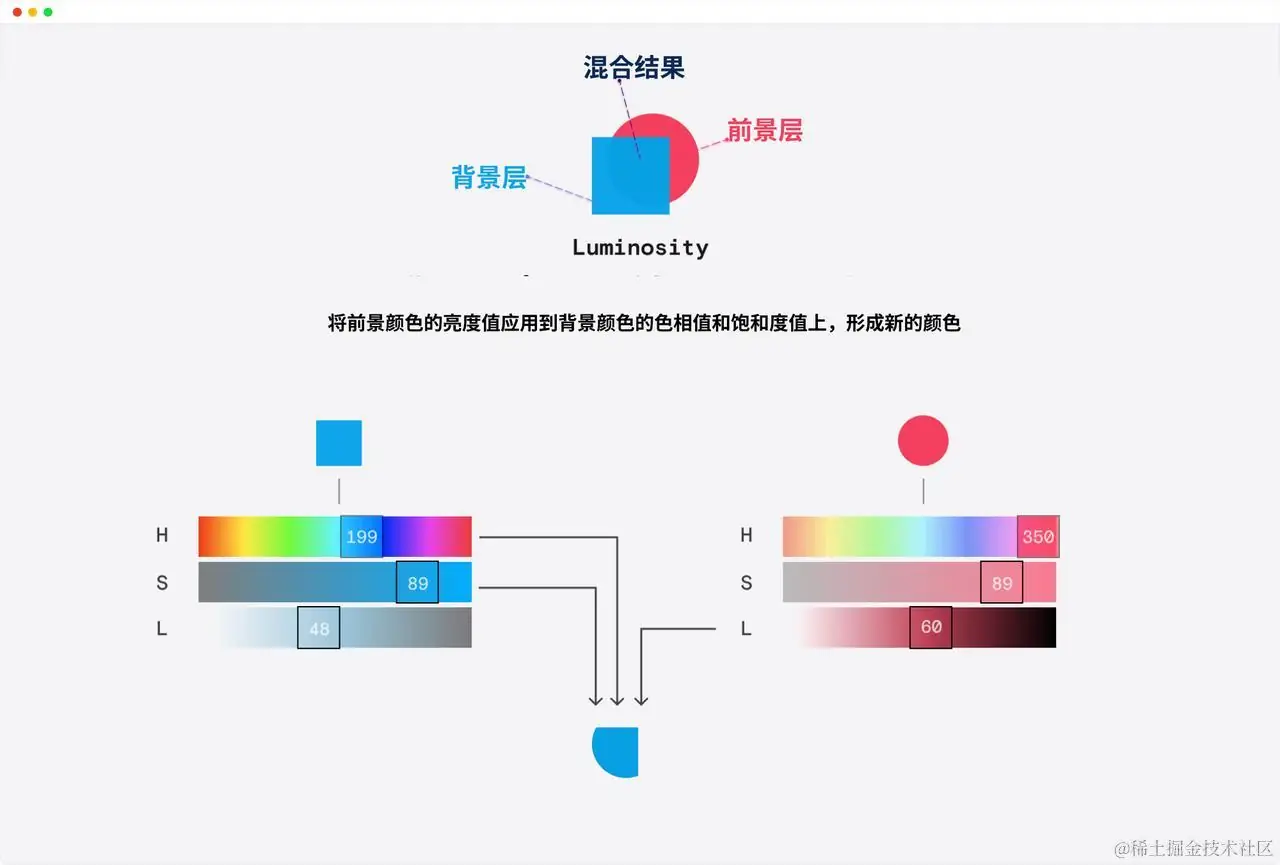 混合结果
前景层
背景层
Luminosity
将前景颜色的亮度值应用到背景颜色的色相值和饱和度值上，形成新的颜色
H 199
S 89
L 48
H 350
S 89
L 60
@稀土掘金技术社区